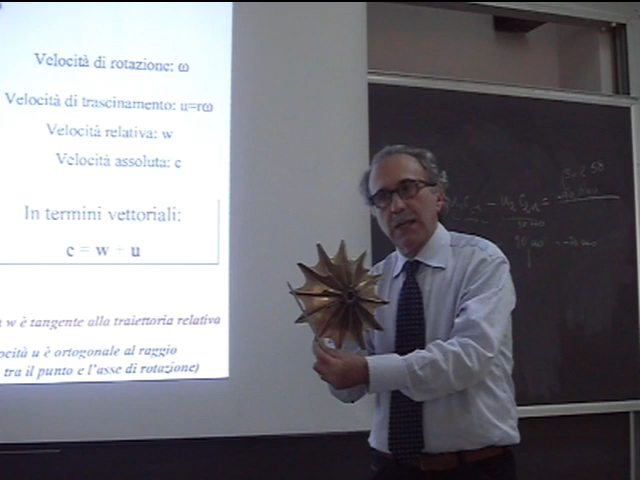 Velocità di rotazione: ω
Velocità di trascinamento: u=rω
Velocità relativa: w
Velocità assoluta: c
In termini vettoriali:
c = w + u
w è tangente alla traiettoria relativa
ocità u è ortogonale al raggio
tra il punto e l'asse di rotazione)